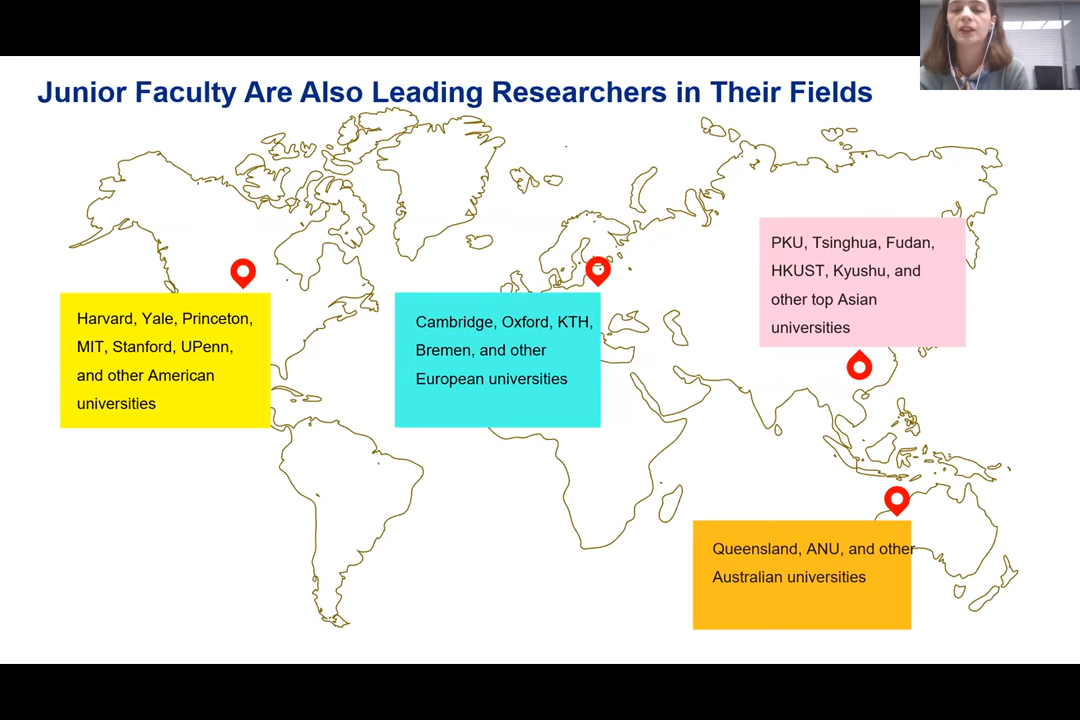 Junior Faculty Are Also Leading Researchers in Their Fields
Harvard, Yale, Princeton,
MIT, Stanford, UPenn,
and other American
universities
Cambridge, Oxford, KTH,
Bremen, and other
European universities
PKU, Tsinghua, Fudan,
HKUST, Kyushu, and
other top Asian
universities
Queensland, ANU, and other
Australian universities